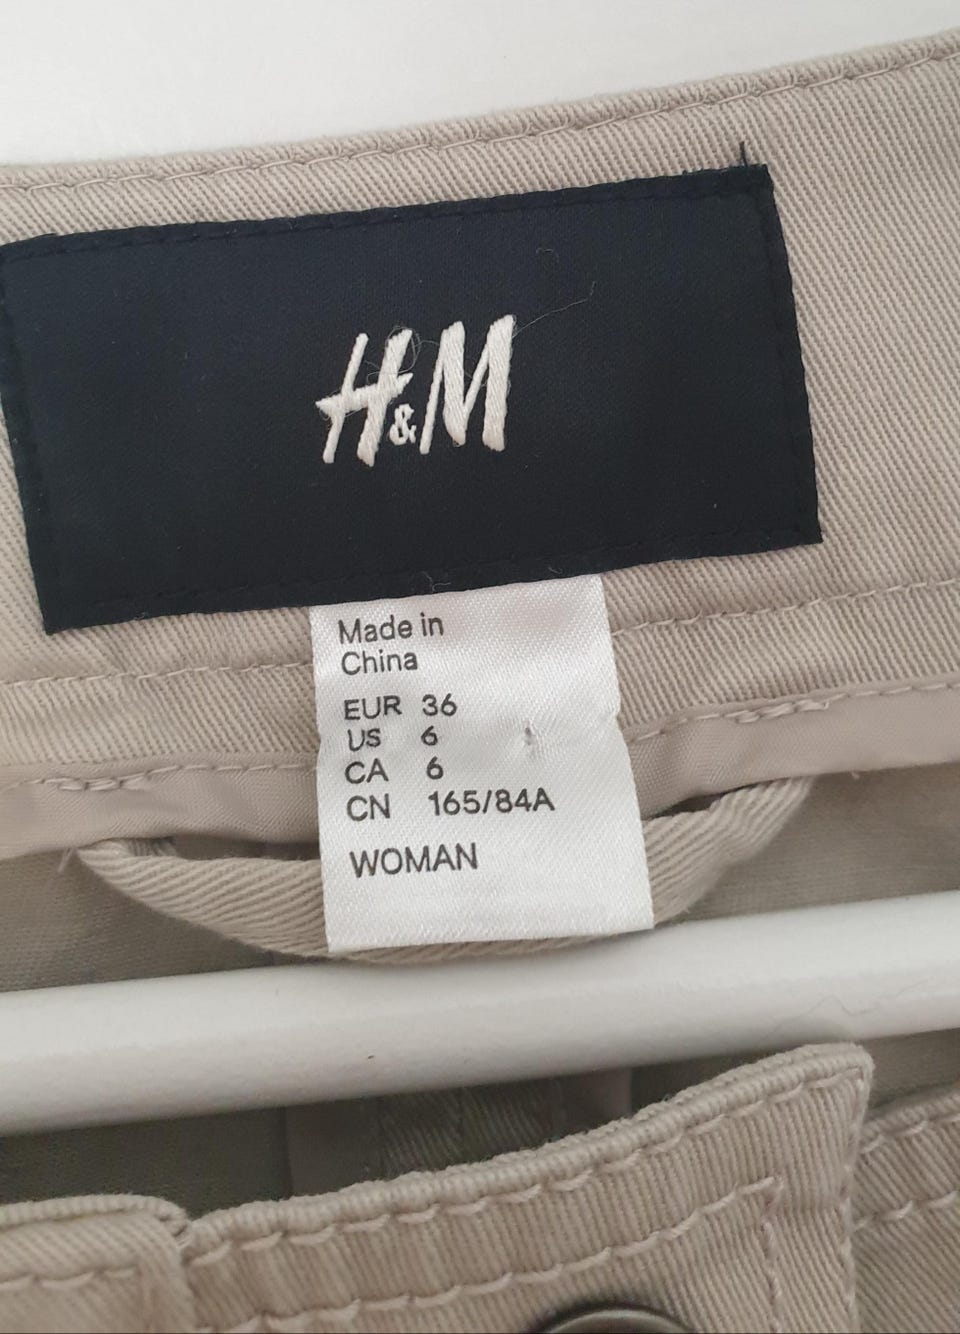 H&M
Made in
China
EUR 36
US 6
CA 6
CN 165/84A
WOMAN